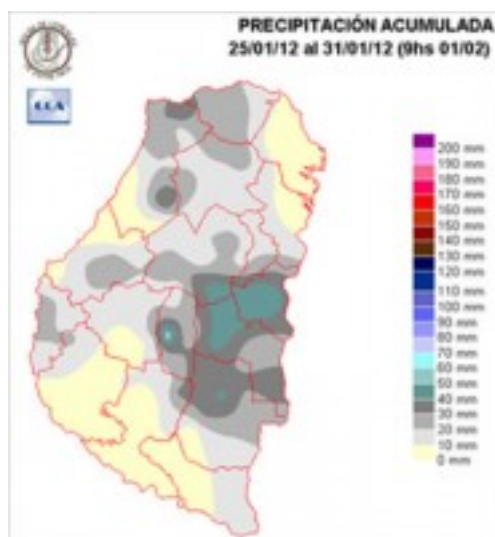 PRECIPITACIÓN ACUMULADA
25/01/12 al 31/01/12 (9hs 01/02)
200 mm
190 mm
180 mm
170 mm
160 mm
150 mm
140 mm
130 mm
120 mm
110 mm
100 mm
90 mm
80 mm
70 mm
60 mm
50 mm
40 mm
30 mm
20 mm
10 mm
0 mm